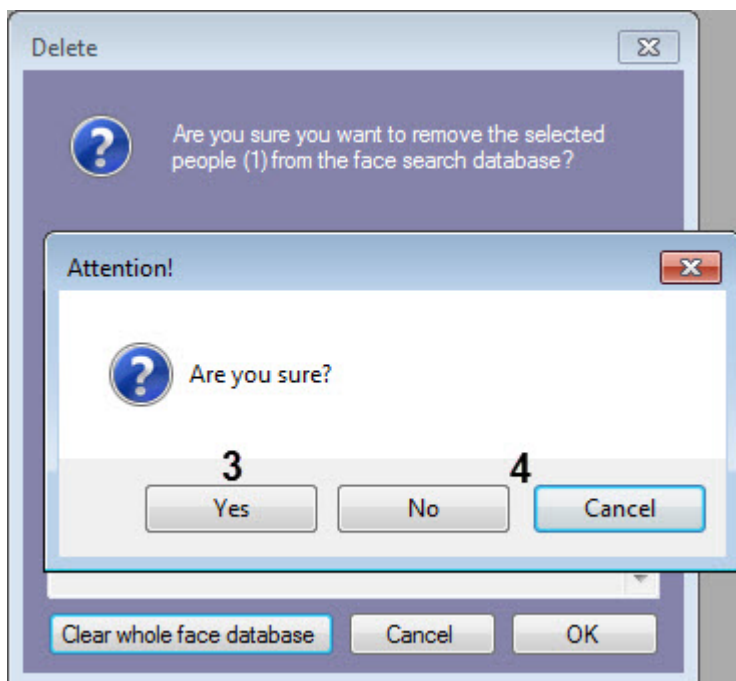 Delete
Are you sure you want to remove the selected
people (1) from the face search database?
Attention!
Are you sure?
3 4
Yes No Cancel
Clear whole face database Cancel OK